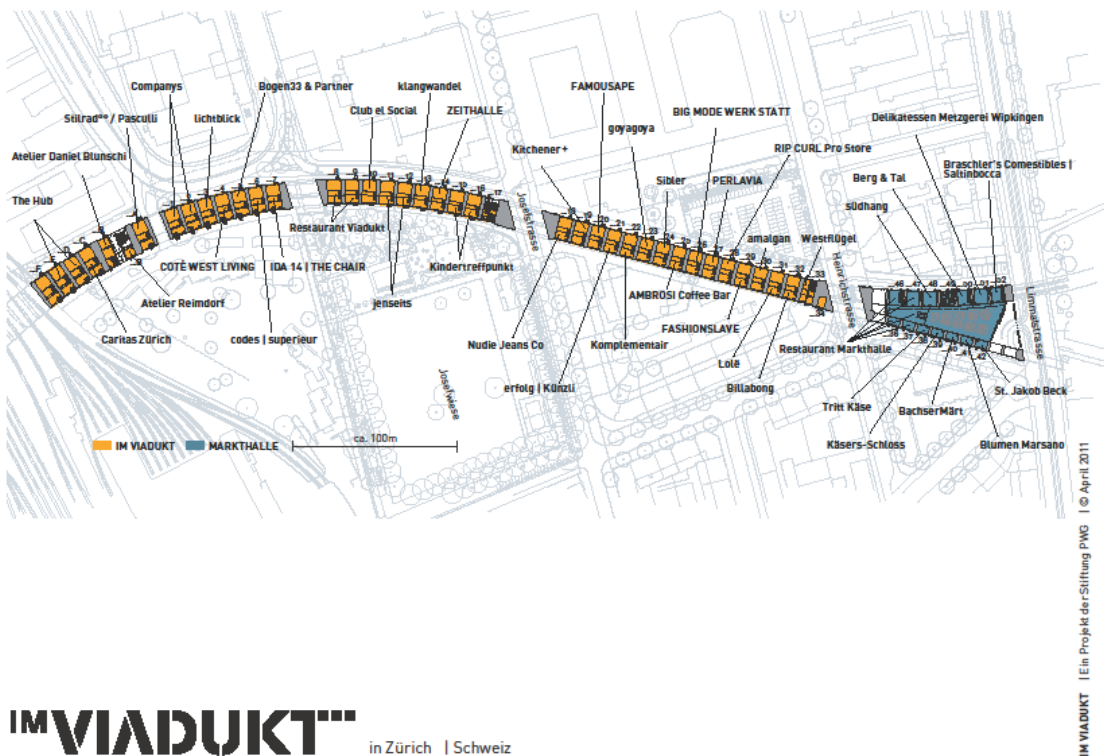 Companys
Bogen33 & Partner
klangwandel
FAMOUSAPE
Stilrad°° / Pasculli
lichtblick
Club el Social
ZEITHALLE
goyagoya
BIG MODE WERK STATT
Delikatessen Metzgerei Wipkingen
Atelier Daniel Blunschi
Kitchener+
RIP CURL Pro Store
Braschler's Comestibles |
Saltinbocca
The Hub
Sibler
PERLAVIA
Berg & Tal
südhang
Josefstrasse
Restaurant Viadukt
amalgan
Westflügel
COTÉ WEST LIVING
IDA 14 | THE CHAIR
Kindertreffpunkt
Heinrichstrasse
Limmatstrasse
Atelier Reimdorf
jenseits
AMBROSI Coffee Bar
FASHIONSLAVE
Caritas Zürich
codes | superieur
Nudie Jeans Co
Komplementair
Restaurant Markthalle
Lolë
erfolg | Künzli
Billabong
St. Jakob Beck
Josefwiese
Tritt Käse
BachserMärt
Käsers-Schloss
Blumen Marsano
IM VIADUKT
MARKTHALLE
ca. 100m
IM VIADUKT | Ein Projekt der Stiftung PWG | © April 2011
IM VIADUKT
in Zürich | Schweiz